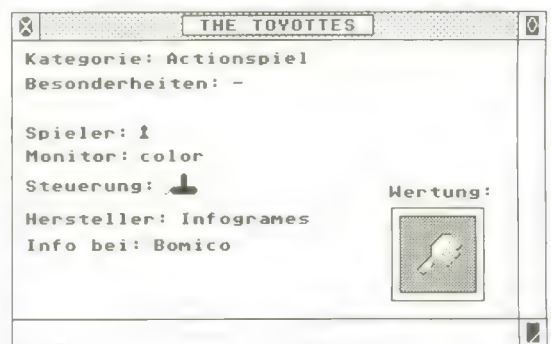 THE TOYOTTES
Kategorie: Actionspiel
Besonderheiten: -
Spieler:
Monitor: color
Steuerung:
Wertung:
Hersteller: Infogrames
Info bei: Bomico